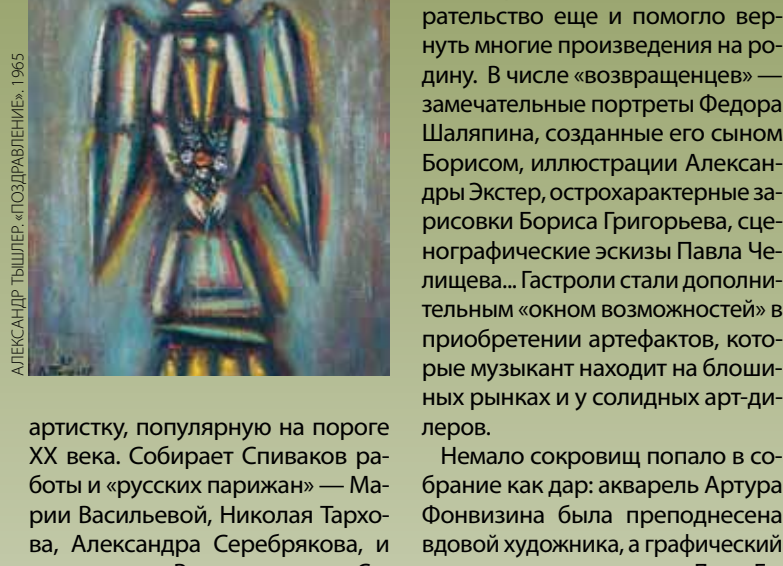 АЛЕКСАНДР ТЫШЛЕР. «ПОЗДРАВЛЕНИЕ». 1965
артистку, популярную на пороге
XX века. Собирает Спиваков ра-
боты и «русских парижан» — Ма-
рии Васильевой, Николая Тархо-
ва, Александра Серебрякова, и
рательство еще и помогло вер-
нуть многие произведения на ро-
дину. В числе «возвращенцев» —
замечательные портреты Федора
Шаляпина, созданные его сыном
Борисом, иллюстрации Алексан-
дры Экстер, острохарактерные за-
рисовки Бориса Григорьева, сце-
нографические эскизы Павла Че-
лищева... Гастроли стали дополни-
тельным «окном возможностей» в
приобретении артефактов, кото-
рые музыкант находит на блоши-
ных рынках и у солидных арт-ди-
леров.
Немало сокровищ попало в со-
брание как дар: акварель Артура
Фонвизина была преподнесена
вдовой художника, а графический